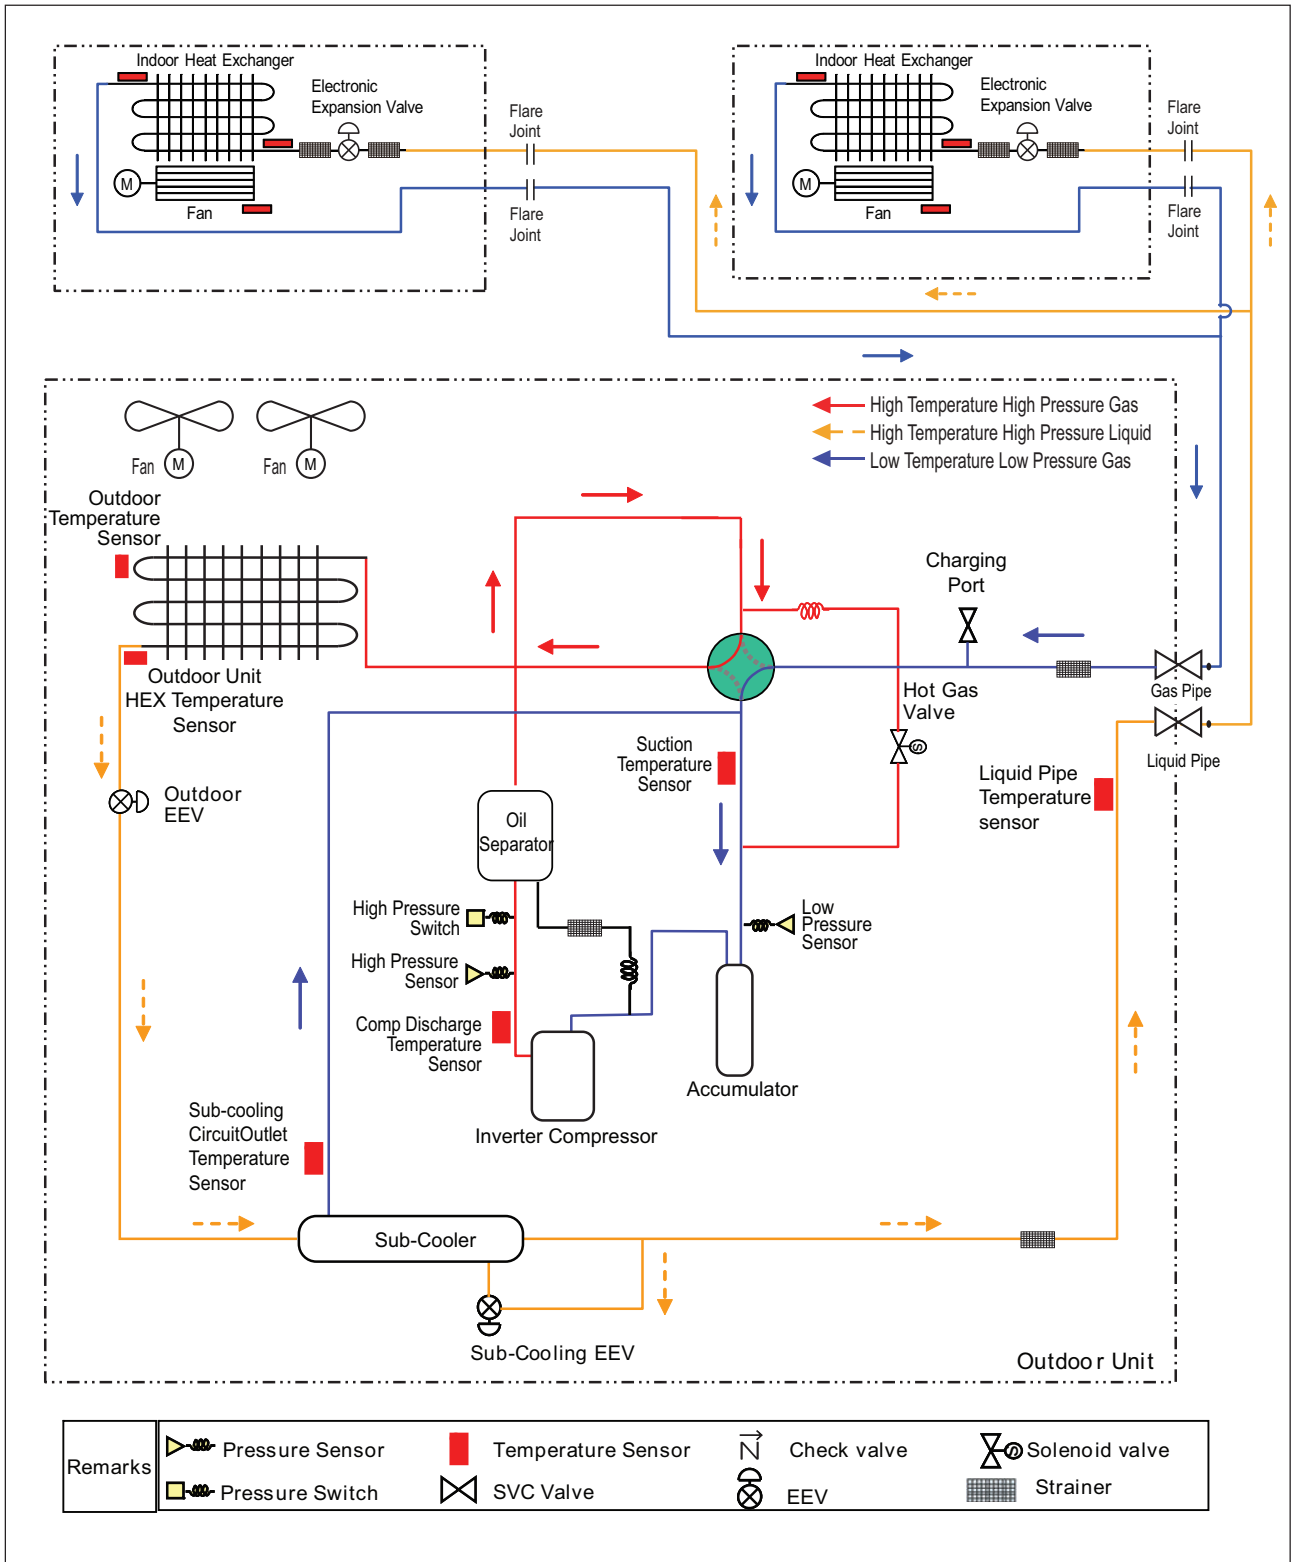 Indoor Heat Exchanger
Electronic
Expansion Valve
Flare
Joint
M
Fan
Flare
Joint
Indoor Heat Exchanger
Electronic
Expansion Valve
Flare
Joint
M
Fan
Flare
Joint
High Temperature High Pressure Gas
High Temperature High Pressure Liquid
Low Temperature Low Pressure Gas
Fan
M
Fan
M
Outdoor
Temperature
Sensor
Outdoor Unit
HEX Temperature
Sensor
Charging
Port
Gas Pipe
Hot Gas
Valve
S
Liquid Pipe
Suction
Temperature
Sensor
Liquid Pipe
Temperature
sensor
Outdoor
EEV
Oil
Separator
High Pressure
Switch
Low
Pressure
Sensor
High Pressure
Sensor
Comp Discharge
Temperature
Sensor
Accumulator
Inverter Compressor
Sub-cooling
CircuitOutlet
Temperature
Sensor
Sub-Cooler
Sub-Cooling EEV
Outdoor Unit
Remarks
Pressure Sensor
Temperature Sensor
Check valve
S
Solenoid valve
Pressure Switch
SVC Valve
EEV
Strainer